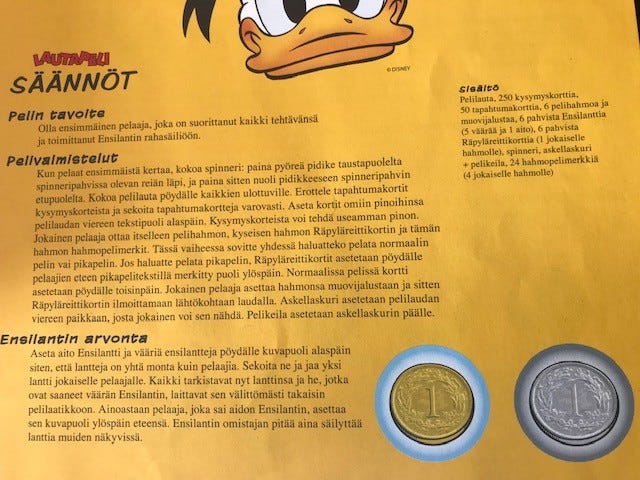 LAUTAPELI
SÄÄNNÖT
© DISNEY
Pelin tavoite
Olla ensimmäinen pelaaja, joka on suorittanut kaikki tehtävänsä
ja toimittanut Ensilantin rahasäiliöön.
Pelivalmistelut
Kun pelaat ensimmäistä kertaa, kokoa spinneri: paina pyöreä pidike taustapuolelta
spinneripahvissa olevan reiän läpi, ja paina sitten nuoli pidikkeeseen spinneripahvin
etupuolelta. Kokoa pelilauta pöydälle kaikkien ulottuville. Erottele tapahtumakortit
kysymyskorteista ja sekoita tapahtumakortteja varovasti. Aseta kortit omiin pinoihinsa
pelilaudan viereen tekstipuoli alaspäin. Kysymyskorteista voi tehdä useamman pinon.
Jokainen pelaaja ottaa itselleen pelihahmon, kyseisen hahmon Räpyläreittikortin ja tämän
hahmon hahmopelimerkit. Tässä vaiheessa sovitte yhdessä haluatteko pelata normaalin
pelin vai pikapelin. Jos haluatte pelata pikapelin, Räpyläreittikortit asetetaan pöydälle
pelaajien eteen pikapelitekstillä merkitty puoli ylöspäin. Normaalissa pelissä kortti
asetetaan pöydälle toisinpäin. Jokainen pelaaja asettaa hahmonsa muovijalustaan ja sitten
Räpyläreittikortin ilmoittamaan lähtökohtaan laudalla. Askellaskuri asetetaan pelilaudan
viereen paikkaan, josta jokainen voi sen nähdä. Pelikeila asetetaan askellaskurin päälle.
Ensilantin arvonta
Aseta aito Ensilantti ja vääriä ensilantteja pöydälle kuvapuoli alaspäin
siten, että lantteja on yhtä monta kuin pelaajia. Sekoita ne ja jaa yksi
lantti jokaiselle pelaajalle. Kaikki tarkistavat nyt lanttinsa ja he, jotka
ovat saaneet väärän Ensilantin, laittavat sen välittömästi takaisin
pelilaatikkoon. Ainoastaan pelaaja, joka sai aidon Ensilantin, asettaa
sen kuvapuoli ylöspäin eteensä. Ensilantin omistajan pitää aina säilyttää
lanttia muiden näkyvissä.
Sisältö
Pelilauta, 250 kysymyskorttia,
50 tapahtumakorttia, 6 pelihahmoa ja
muovijalustaa, 6 pahvista Ensilanttia
(5 väärää ja 1 aito), 6 pahvista
Räpyläreittikorttia (1 jokaiselle
hahmolle), spinneri, askellaskuri
+ pelikeila, 24 hahmopelimerkkiä
(4 jokaiselle hahmolle)
1
1